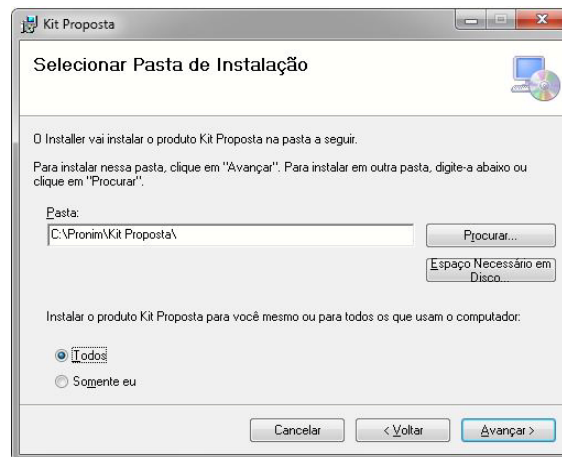 Kit Proposta
Selecionar Pasta de Instalação
O Installer vai instalar o produto Kit Proposta na pasta a seguir.
Para instalar nessa pasta, clique em "Avançar". Para instalar em outra pasta, digite-a abaixo ou
clique em "Procurar".
Pasta:
C:\Pronim\Kit Proposta\
Procurar...
Espaço Necessário em
Disco...
Instalar o produto Kit Proposta para você mesmo ou para todos os que usam o computador:
Todos
Somente eu
Cancelar
< Voltar
Avançar >